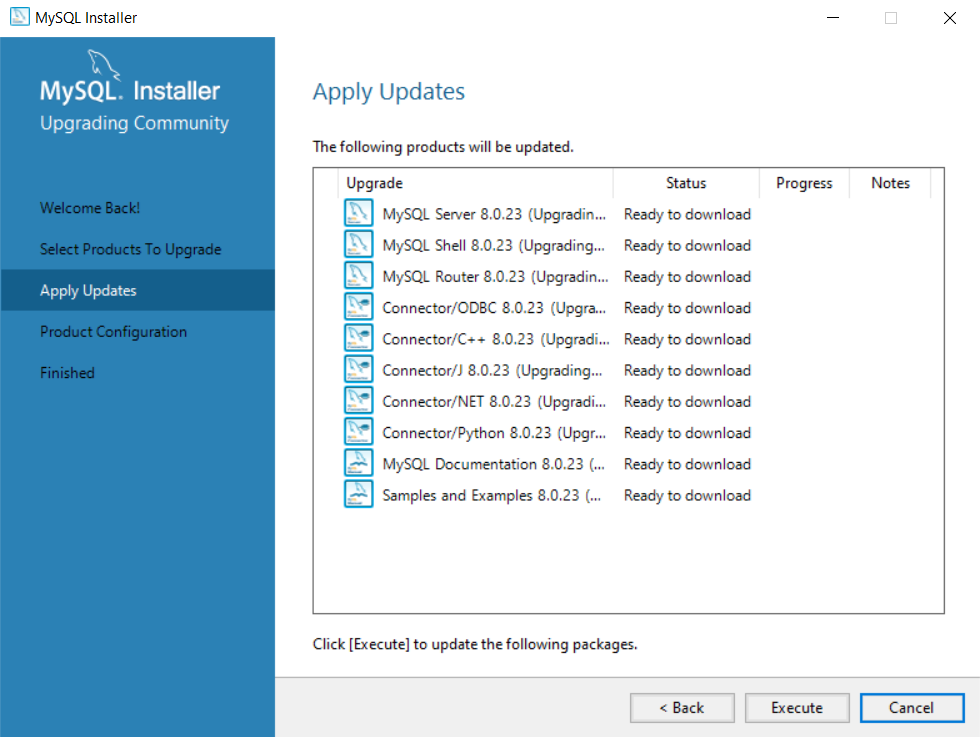 MySQL Installer
MySQL. Installer
Upgrading Community
Welcome Back!
Select Products To Upgrade
Apply Updates
Product Configuration
Finished
Apply Updates
The following products will be updated.
Upgrade Status Progress Notes
MySQL Server 8.0.23 (Upgradin... Ready to download
MySQL Shell 8.0.23 (Upgrading... Ready to download
MySQL Router 8.0.23 (Upgradin... Ready to download
Connector/ODBC 8.0.23 (Upgra... Ready to download
Connector/C++ 8.0.23 (Upgradi... Ready to download
Connector/J 8.0.23 (Upgrading... Ready to download
Connector/NET 8.0.23 (Upgradi... Ready to download
Connector/Python 8.0.23 (Upgr... Ready to download
MySQL Documentation 8.0.23 (... Ready to download
Samples and Examples 8.0.23 (... Ready to download
Click [Execute] to update the following packages.
< Back Execute Cancel